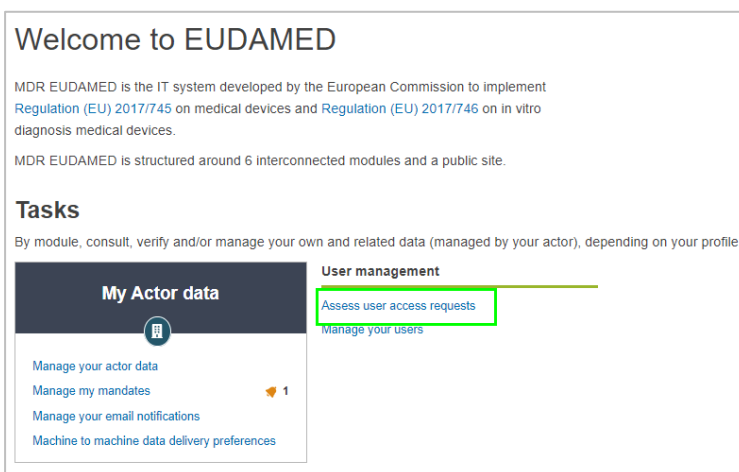 Welcome to EUDAMED
MDR EUDAMED is the IT system developed by the European Commission to implement
Regulation (EU) 2017/745 on medical devices and Regulation (EU) 2017/746 on in vitro
diagnosis medical devices.
MDR EUDAMED is structured around 6 interconnected modules and a public site.
Tasks
By module, consult, verify and/or manage your own and related data (managed by your actor), depending on your profile
My Actor data
Manage your actor data
Manage my mandates 1
Manage your email notifications
Machine to machine data delivery preferences
User management
Assess user access requests
Manage your users